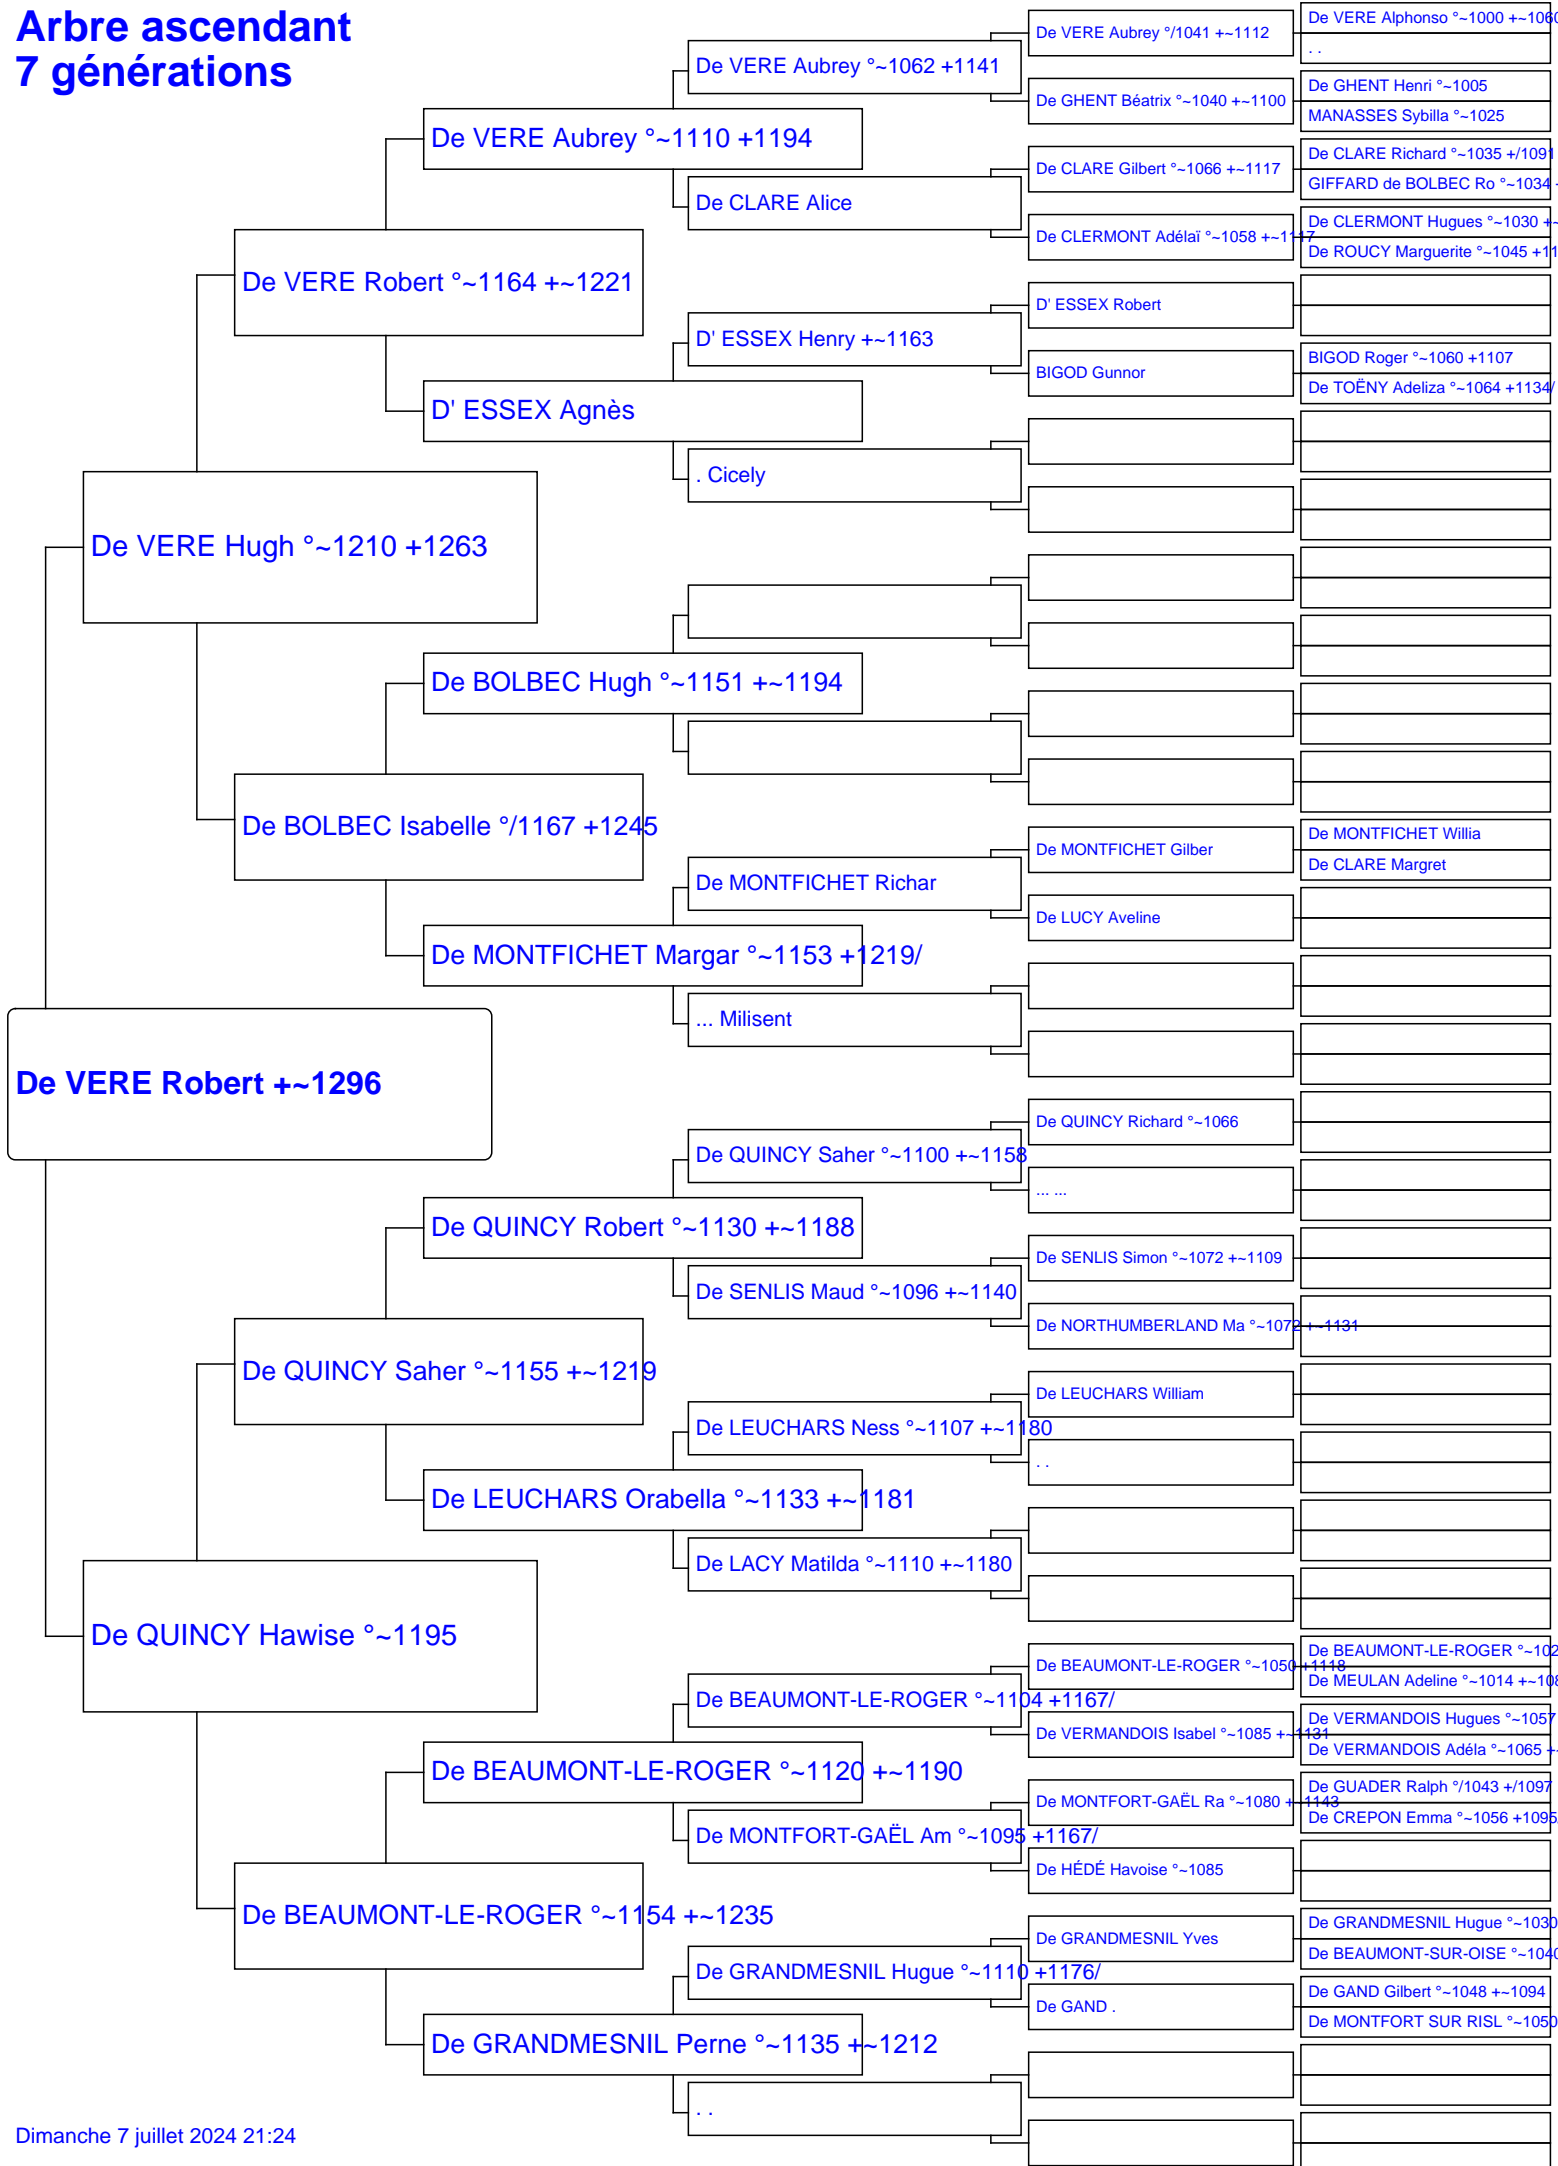 Arbre ascendant
7 générations
De VERE Alphonso °~1000 +~1060
De VERE Aubrey °/1041 +~1112
. .
De VERE Aubrey °~1062 +1141
De GHENT Henri °~1005
De GHENT Béatrix °~1040 +~1100
MANASSES Sybilla °~1025
De VERE Aubrey °~1110 +1194
De CLARE Richard °~1035 +/1091
De CLARE Gilbert °~1066 +~1117
GIFFARD de BOLBEC Ro °~1034
De CLARE Alice
De CLERMONT Hugues °~1030 +~
De CLERMONT Adélaï °~1058 +~1117
De ROUCY Marguerite °~1045 +11
De VERE Robert °~1164 +~1221
D' ESSEX Robert
D' ESSEX Henry +~1163
BIGOD Roger °~1060 +1107
BIGOD Gunnor
De TOËNY Adeliza °~1064 +1134/
D' ESSEX Agnès
. Cicely
De VERE Hugh °~1210 +1263
De BOLBEC Hugh °~1151 +~1194
De BOLBEC Isabelle °/1167 +1245
De MONTFICHET Willia
De MONTFICHET Gilber
De CLARE Margret
De MONTFICHET Richar
De LUCY Aveline
De MONTFICHET Margar °~1153 +1219/
... Milisent
De VERE Robert +~1296
De QUINCY Richard °~1066
De QUINCY Saher °~1100 +~1158
... ...
De QUINCY Robert °~1130 +~1188
De SENLIS Simon °~1072 +~1109
De SENLIS Maud °~1096 +~1140
De NORTHUMBERLAND Ma °~1072 +~1131
De QUINCY Saher °~1155 +~1219
De LEUCHARS William
De LEUCHARS Ness °~1107 +~1180
. .
De LEUCHARS Orabella °~1133 +~1181
De LACY Matilda °~1110 +~1180
De QUINCY Hawise °~1195
De BEAUMONT-LE-ROGER °~102
De BEAUMONT-LE-ROGER °~1050 +1118
De MEULAN Adeline °~1014 +~108
De BEAUMONT-LE-ROGER °~1104 +1167/
De VERMANDOIS Hugues °~1057
De VERMANDOIS Isabel °~1085 +~1131
De VERMANDOIS Adéla °~1065 +~
De BEAUMONT-LE-ROGER °~1120 +~1190
De GUADER Ralph °/1043 +/1097
De MONTFORT-GAËL Ra °~1080 +~1143
De CREPON Emma °~1056 +1095/
De MONTFORT-GAËL Am °~1095 +1167/
De HÉDÉ Havoise °~1085
De BEAUMONT-LE-ROGER °~1154 +~1235
De GRANDMESNIL Hugue °~1030
De GRANDMESNIL Yves
De BEAUMONT-SUR-OISE °~1040
De GRANDMESNIL Hugue °~1110 +1176/
De GAND Gilbert °~1048 +~1094
De GAND .
De MONTFORT SUR RISL °~1050
De GRANDMESNIL Perne °~1135 +~1212
. .
Dimanche 7 juillet 2024 21:24